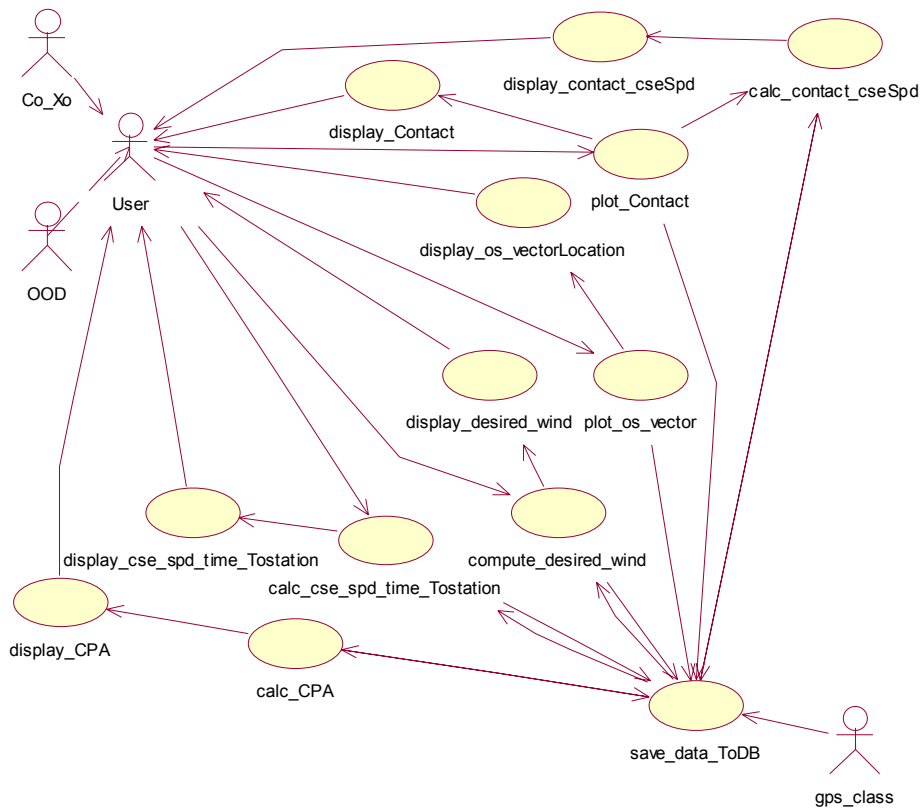 Co_Xo
display_contact_cseSpd
calc_contact_cseSpd
display_Contact
User
plot_Contact
display_os_vectorLocation
OOD
display_desired_wind
plot_os_vector
display_cse_spd_time_Tostation
compute_desired_wind
calc_cse_spd_time_Tostation
display_CPA
calc_CPA
save_data_ToDB
gps_class